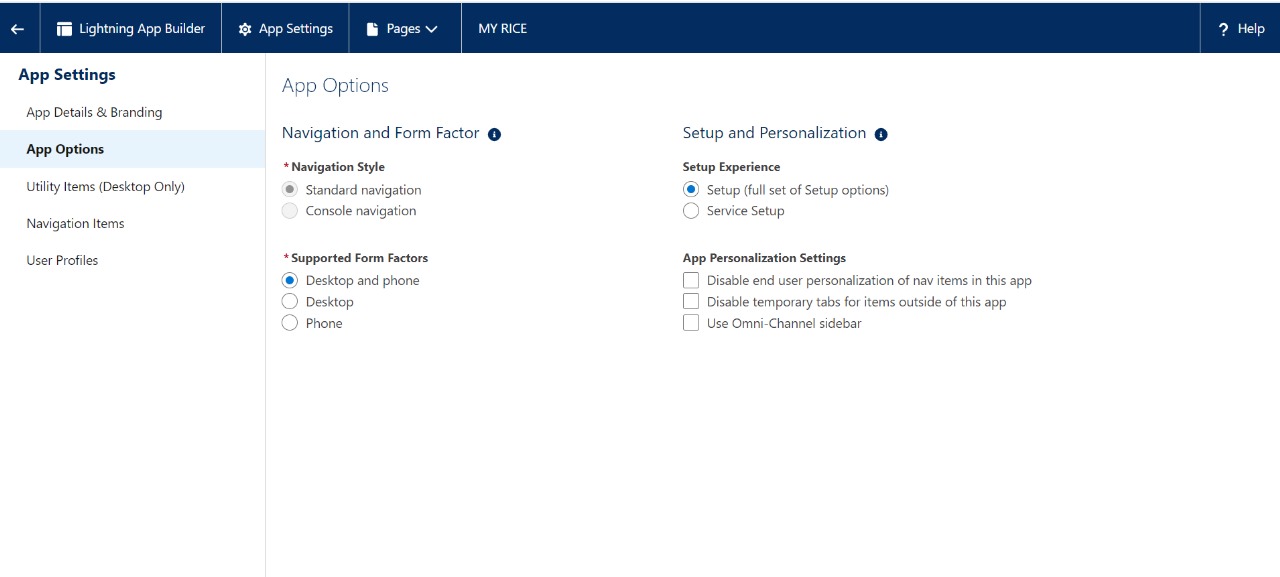 Lightning App Builder
App Settings
Pages
MY RICE
? Help
App Settings
App Details & Branding
App Options
Utility Items (Desktop Only)
Navigation Items
User Profiles
App Options
Navigation and Form Factor
* Navigation Style
Standard navigation
Console navigation
* Supported Form Factors
Desktop and phone
Desktop
Phone
Setup and Personalization
Setup Experience
Setup (full set of Setup options)
Service Setup
App Personalization Settings
Disable end user personalization of nav items in this app
Disable temporary tabs for items outside of this app
Use Omni-Channel sidebar